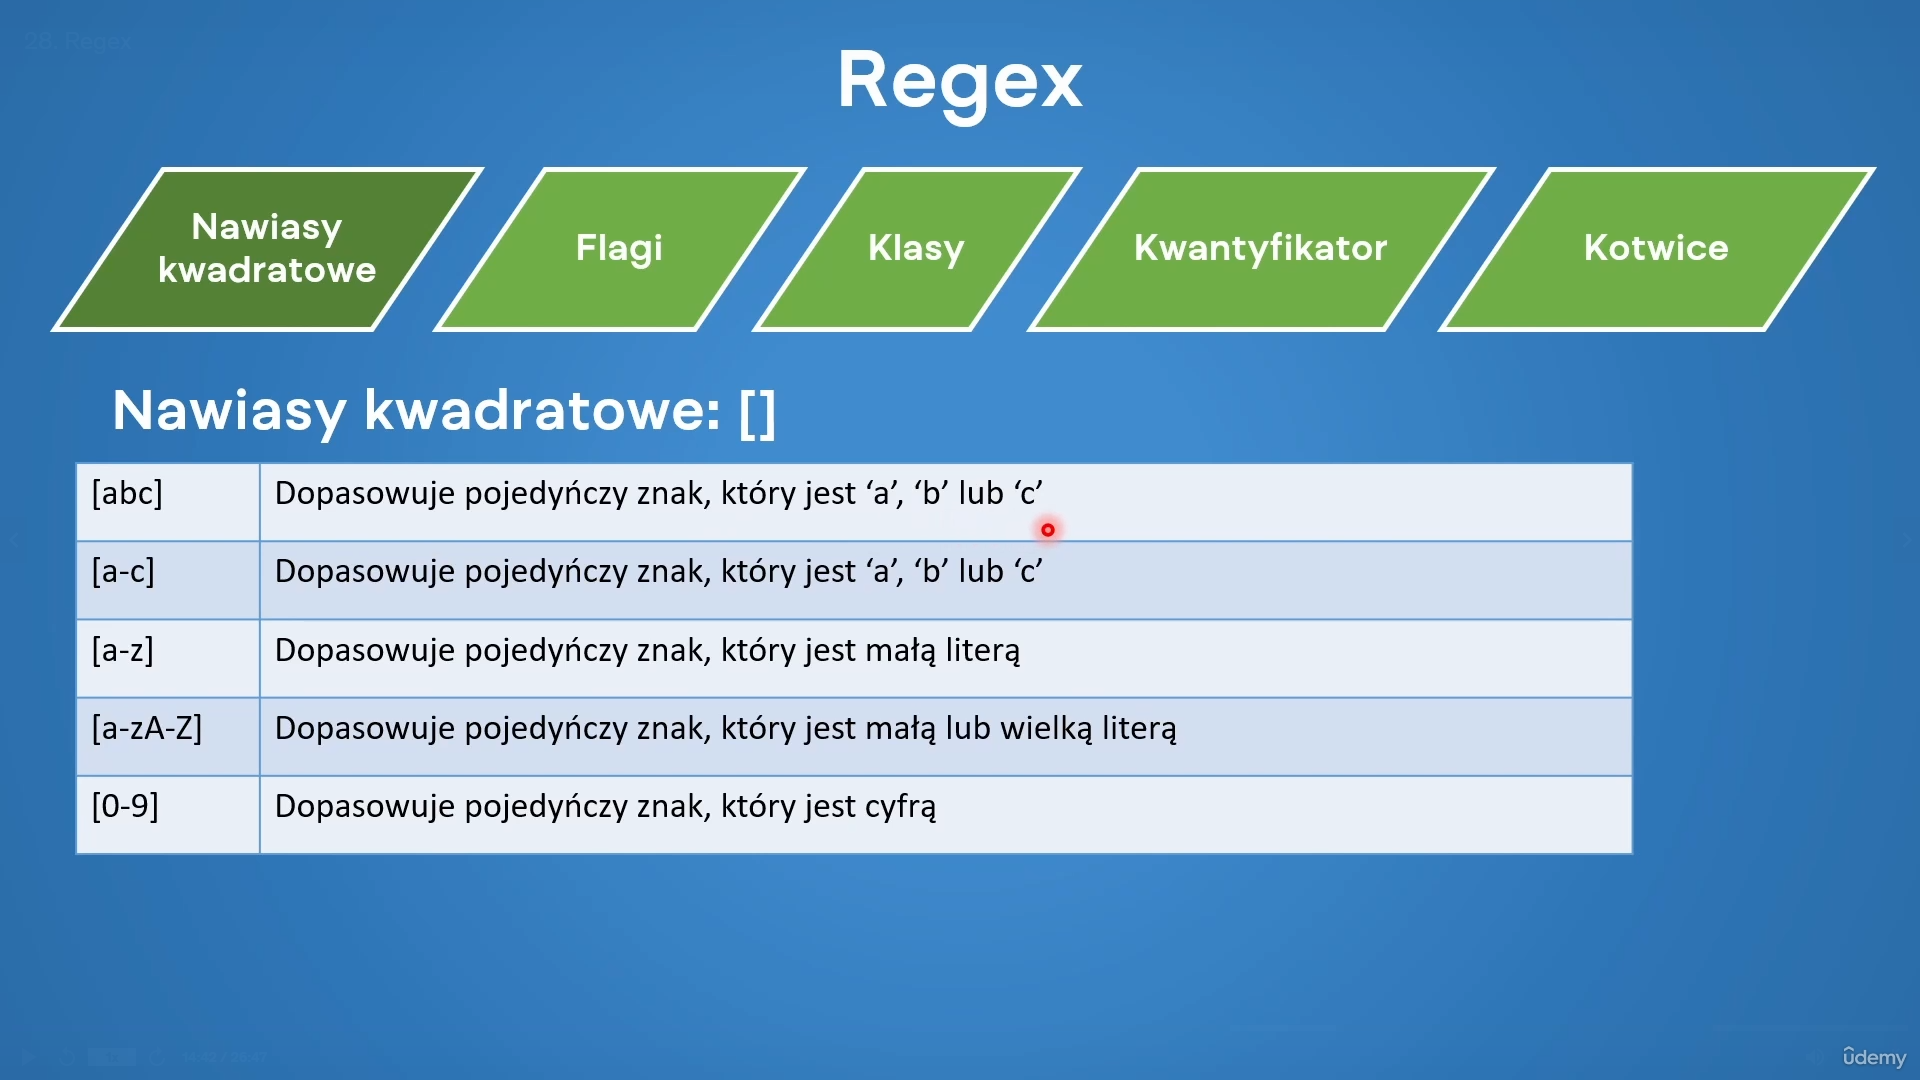 28. Regex
Regex
Nawiasy
kwadratowe
Flagi
Klasy
Kwantyfikator
Kotwice
Nawiasy kwadratowe: []
[abc] Dopasowuje pojedyńczy znak, który jest ‘a’, ‘b’ lub ‘c’
[a-c] Dopasowuje pojedyńczy znak, który jest ‘a’, ‘b’ lub ‘c’
[a-z] Dopasowuje pojedyńczy znak, który jest małą literą
[a-zA-Z] Dopasowuje pojedyńczy znak, który jest małą lub wielką literą
[0-9] Dopasowuje pojedyńczy znak, który jest cyfrą
ûdemy